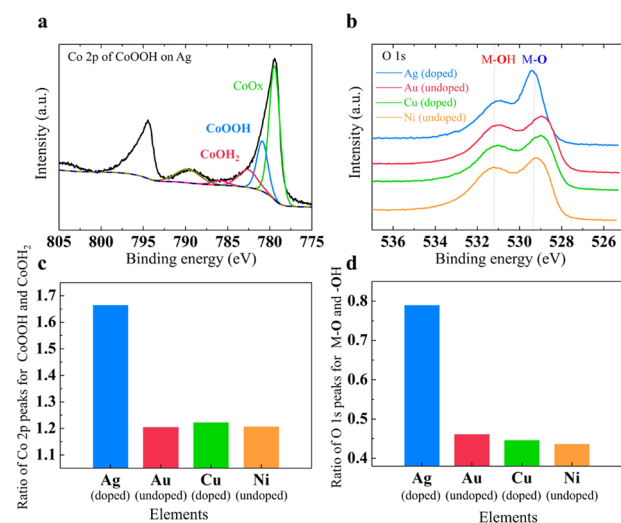 a
Co 2p of CoOOH on Ag
CoOx
CoOOH
CoOH2
Intensity (a.u.)
805 800 795 790 785 780 775
Binding energy (eV)
b
O 1s
M-OH M-O
Ag (doped)
Au (undoped)
Cu (doped)
Ni (undoped)
Intensity (a.u.)
536 534 532 530 528 526
Binding energy (eV)
c
Ratio of Co 2p peaks for CoOOH and CoOH2
1.7
1.6
1.5
1.4
1.3
1.2
1.1
Ag Au Cu Ni
(doped) (undoped) (doped) (undoped)
Elements
d
Ratio of O 1s peaks for M-O and -OH
0.8
0.7
0.6
0.5
0.4
Ag Au Cu Ni
(doped) (undoped) (doped) (undoped)
Elements